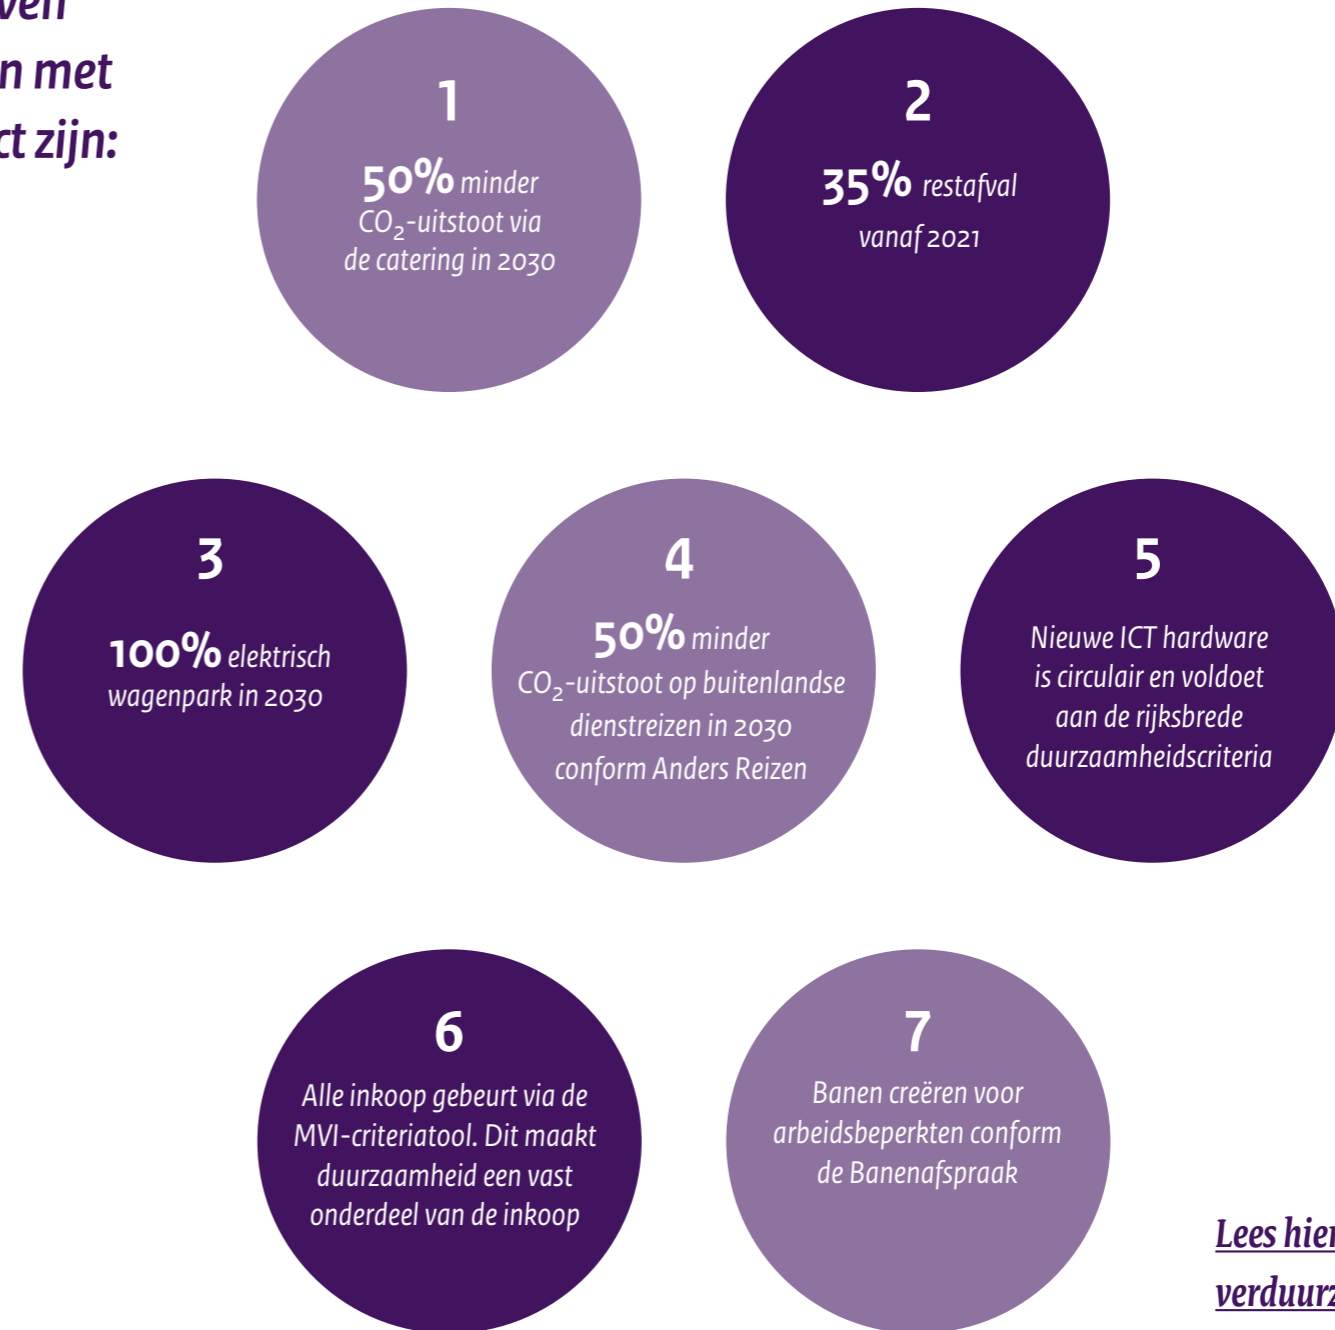 n met
ct zijn:
1
50% minder
CO₂-uitstoot via
de catering in 2030
2
35% restafval
vanaf 2021
3
100% elektrisch
wagenpark in 2030
4
50% minder
CO₂-uitstoot op buitenlandse
dienstreizen in 2030
conform Anders Reizen
5
Nieuwe ICT hardware
is circulair en voldoet
aan de rijksbrede
duurzaamheidscriteria
6
Alle inkoop gebeurt via de
MVI-criteriatool. Dit maakt
duurzaamheid een vast
onderdeel van de inkoop
7
Banen creëren voor
arbeidsbeperkten conform
de Banenafspraak
Lees hier
verduurz